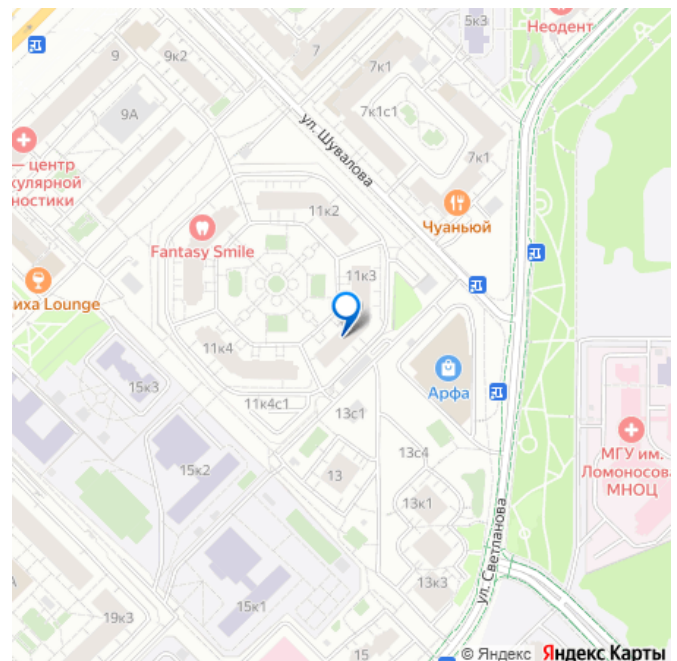 5к3
Неодент
9
9к2
7
7к1
9А
7к1с1
ул. Шувалова
7к1
— центр
кулярной
ностики
11к2
Чуаньюй
Fantasy Smile
11к3
иха Lounge
11к4
Арфа
15к3
11к4с1
13с1
13с4
МГУ им.
Ломоносова
МНОЦ
15к2
13
13к1
ул. Светланова
13к3
15к1
19к3
15
© Яндекс Яндекс Карты